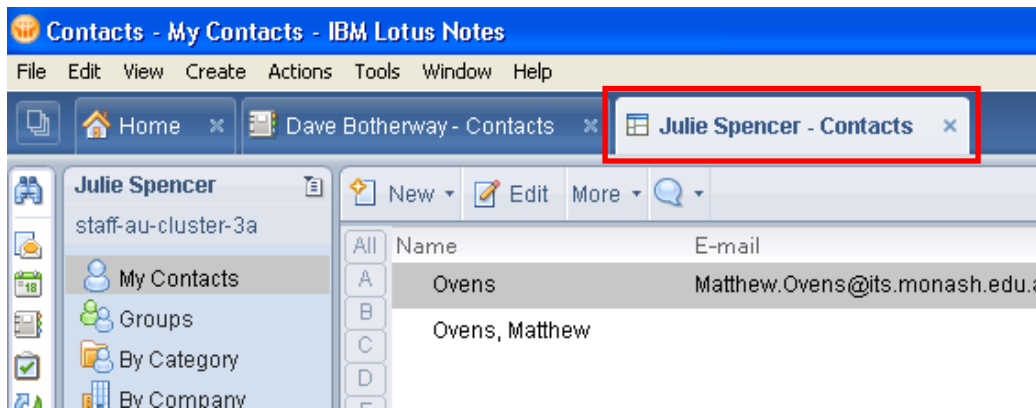 Contacts - My Contacts - IBM Lotus Notes
File Edit View Create Actions Tools Window Help
Home Dave Botherway - Contacts Julie Spencer - Contacts
Julie Spencer
staff-au-cluster-3a
My Contacts
Groups
By Category
By Company
18
New Edit More
All Name E-mail
A Ovens Matthew.Ovens@its.monash.edu.a
B
Ovens, Matthew
C
D